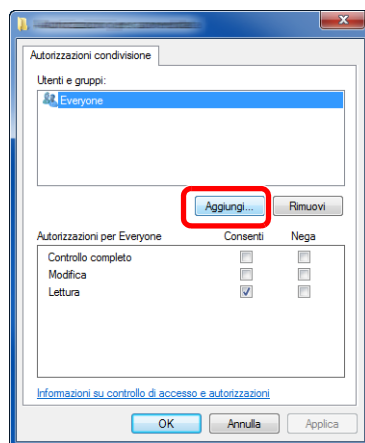 Autorizzazioni condivisione
Utenti e gruppi:
Everyone
Aggiungi... Rimuovi
Autorizzazioni per Everyone Consenti Nega
Controllo completo
Modifica
Lettura
Informazioni su controllo di accesso e autorizzazioni
OK Annulla Applica